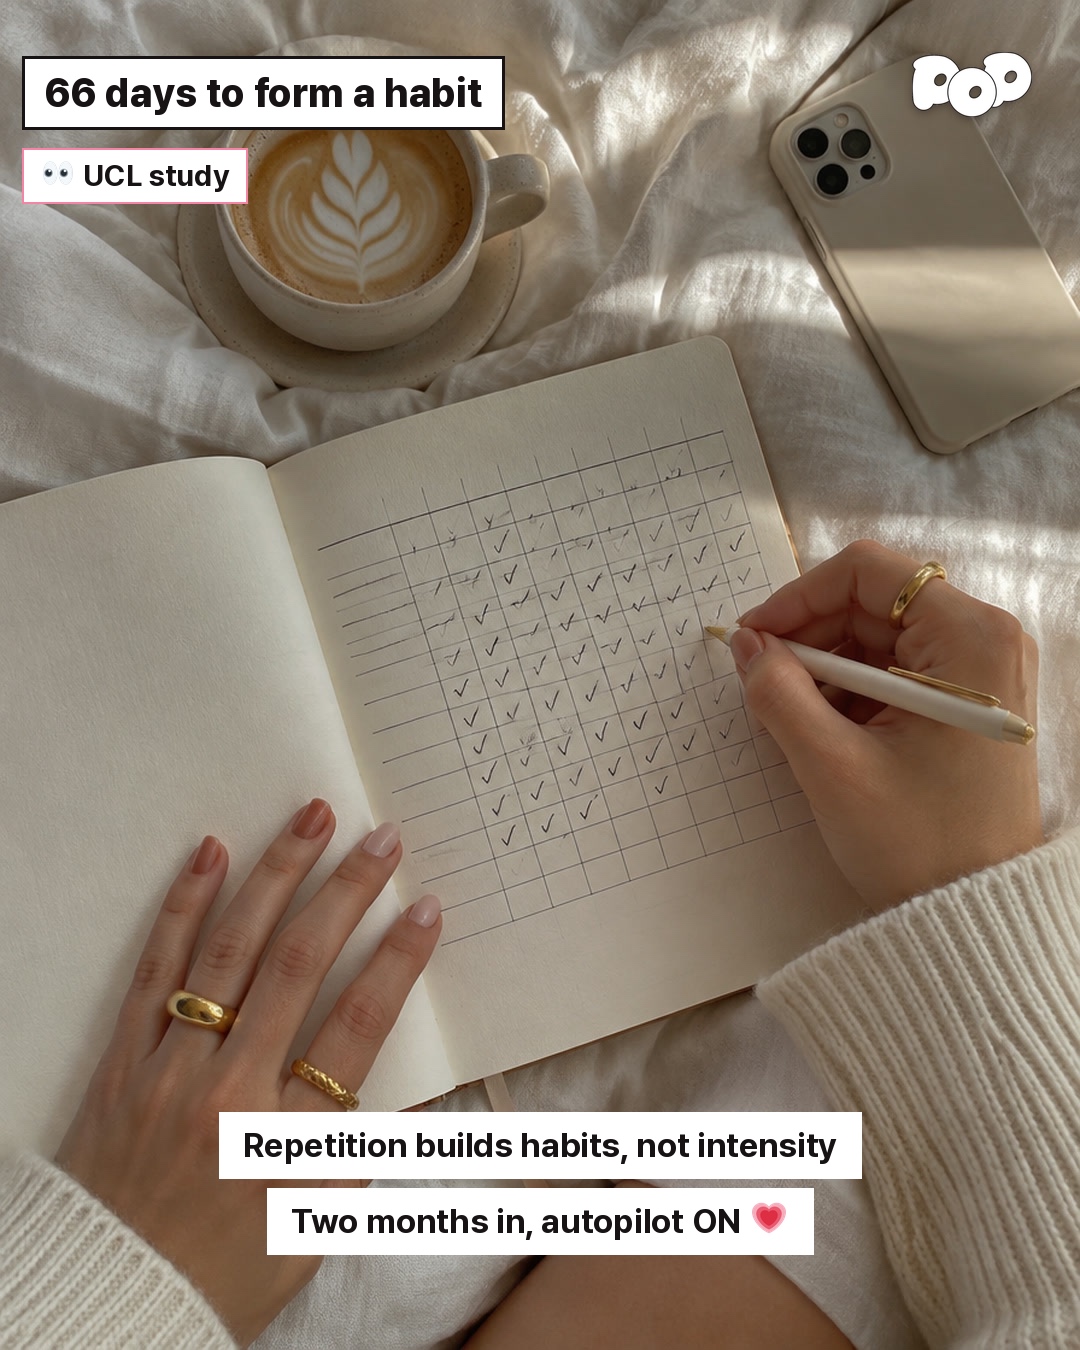 66 days to form a habit
POP
👀 UCL study
Repetition builds habits, not intensity
Two months in, autopilot ON 💗